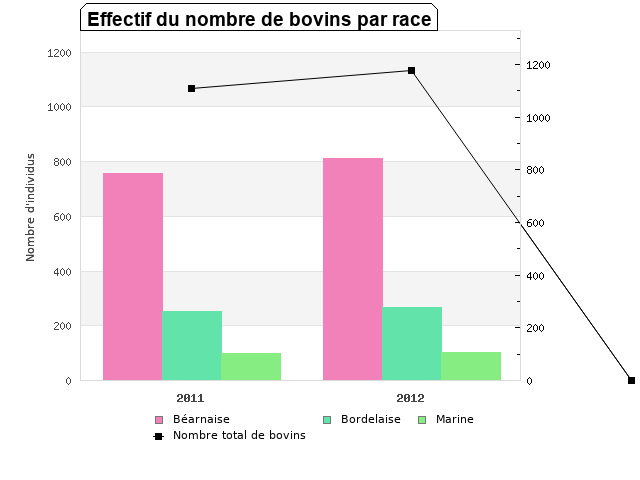 Effectif du nombre de bovins par race
1200
1000
800
600
400
200
0
Nombre d'individus
1200
1000
800
600
400
200
0
2011
2012
Béarnaise
Bordelaise
Marine
Nombre total de bovins